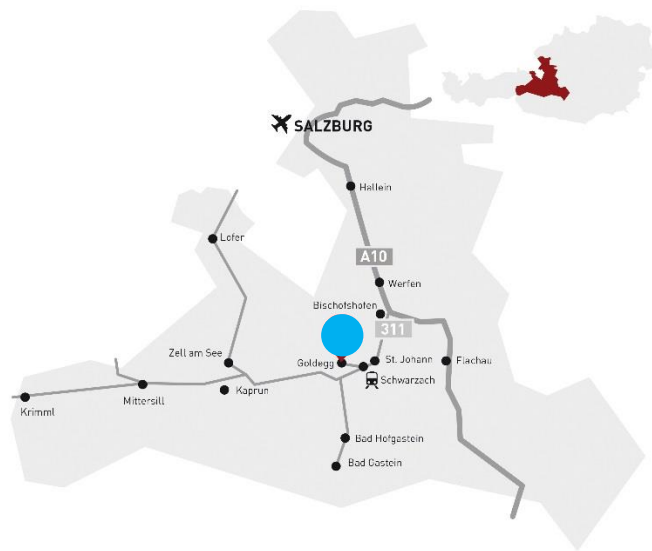 SALZBURG
Hallein
Lofer
A10
Werfen
Bischofshofen
311
Zell am See
Goldegg
St. Johann
Flachau
Schwarzach
Kaprun
Mittersill
Krimml
Bad Hofgastein
Bad Gastein